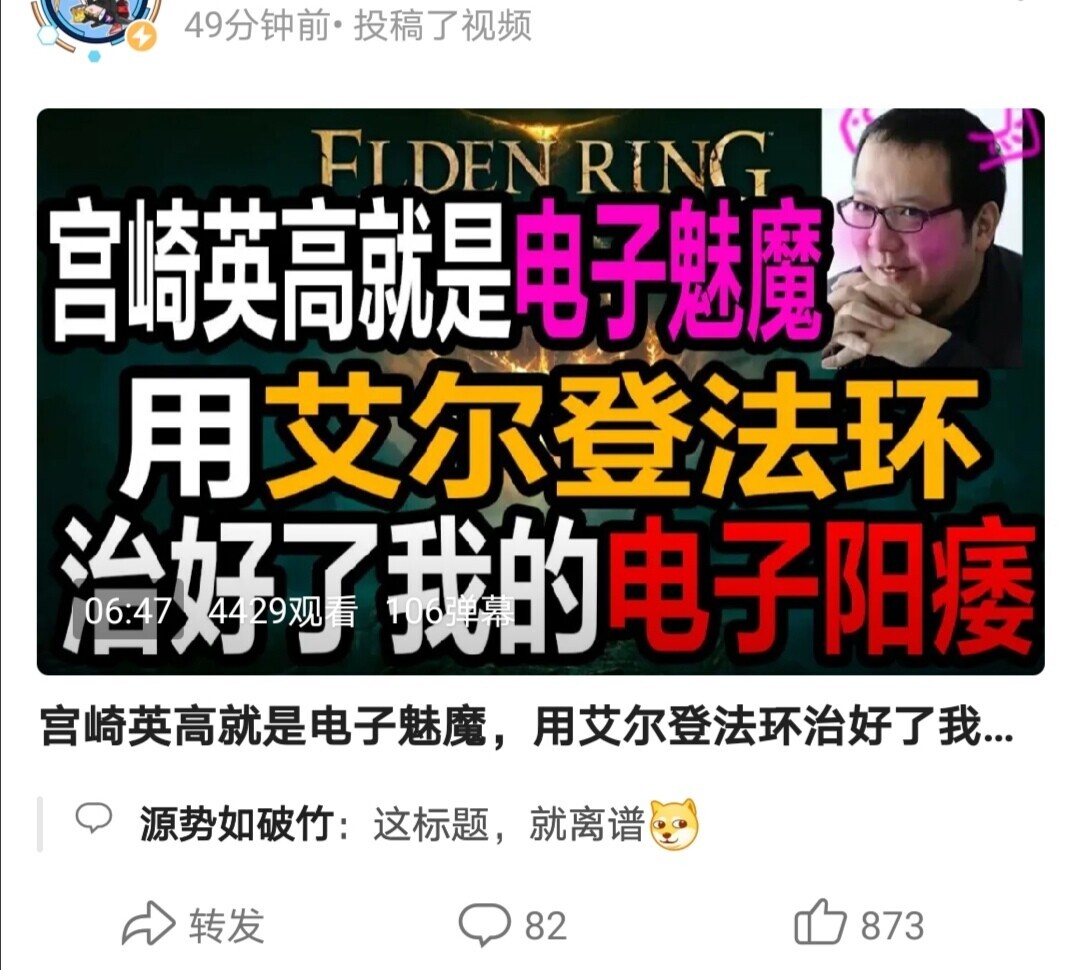 49分钟前· 投稿了视频
ELDEN RING
宫崎英高就是电子魅魔
用艾尔登法环
治好了我的电子阳痿
06:47 4429观看 106弹幕
宫崎英高就是电子魅魔，用艾尔登法环治好了我...
源势如破竹：这标题，就离谱
转发 82 873